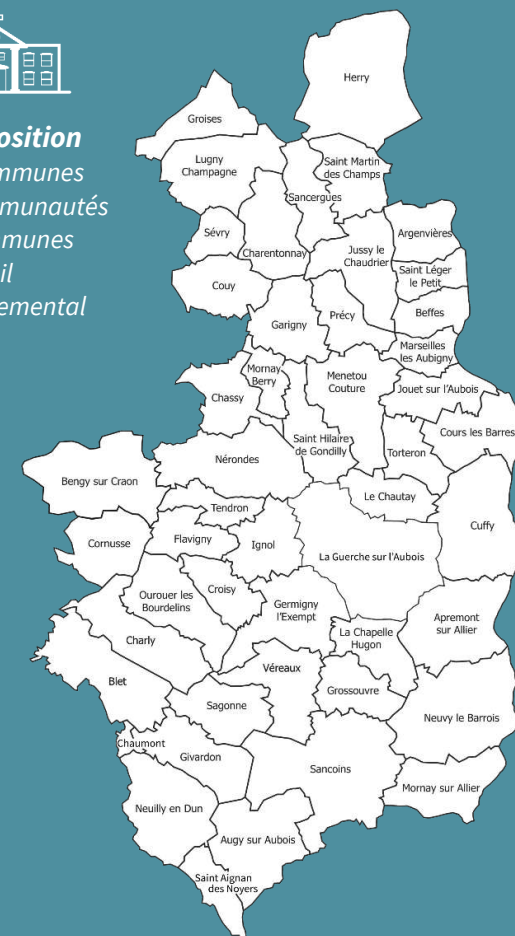 osition
mmunes
munautés
mmunes
il
emental
Herry
Groises
Lugny
Champagne
Saint Martin
des Champs
Sancergues
Sévry
Charentonnay
Jussy le
Chaudrier
Argenvières
Saint Léger
le Petit
Couy
Précy
Beffes
Garigny
Marseilles
les Aubigny
Mornay
Berry
Menetou
Couture
Chassy
Jouet sur l'Aubois
Saint Hilaire
de Gondilly
Cours les Barres
Torteron
Nérondes
Bengy sur Craon
Le Chautay
Tendron
Cuffy
Cornusse
Flavigny
Ignol
La Guerche sur l'Aubois
Ourouer les
Bourdelins
Croisy
Germigny
l'Exempt
Apremont
sur Allier
La Chapelle
Hugon
Charly
Véreaux
Blet
Grossouvre
Sagonne
Neuvy le Barrois
Chaumont
Givardon
Sancoins
Mornay sur Allier
Neuilly en Dun
Augy sur Aubois
Saint Aignan
des Noyers